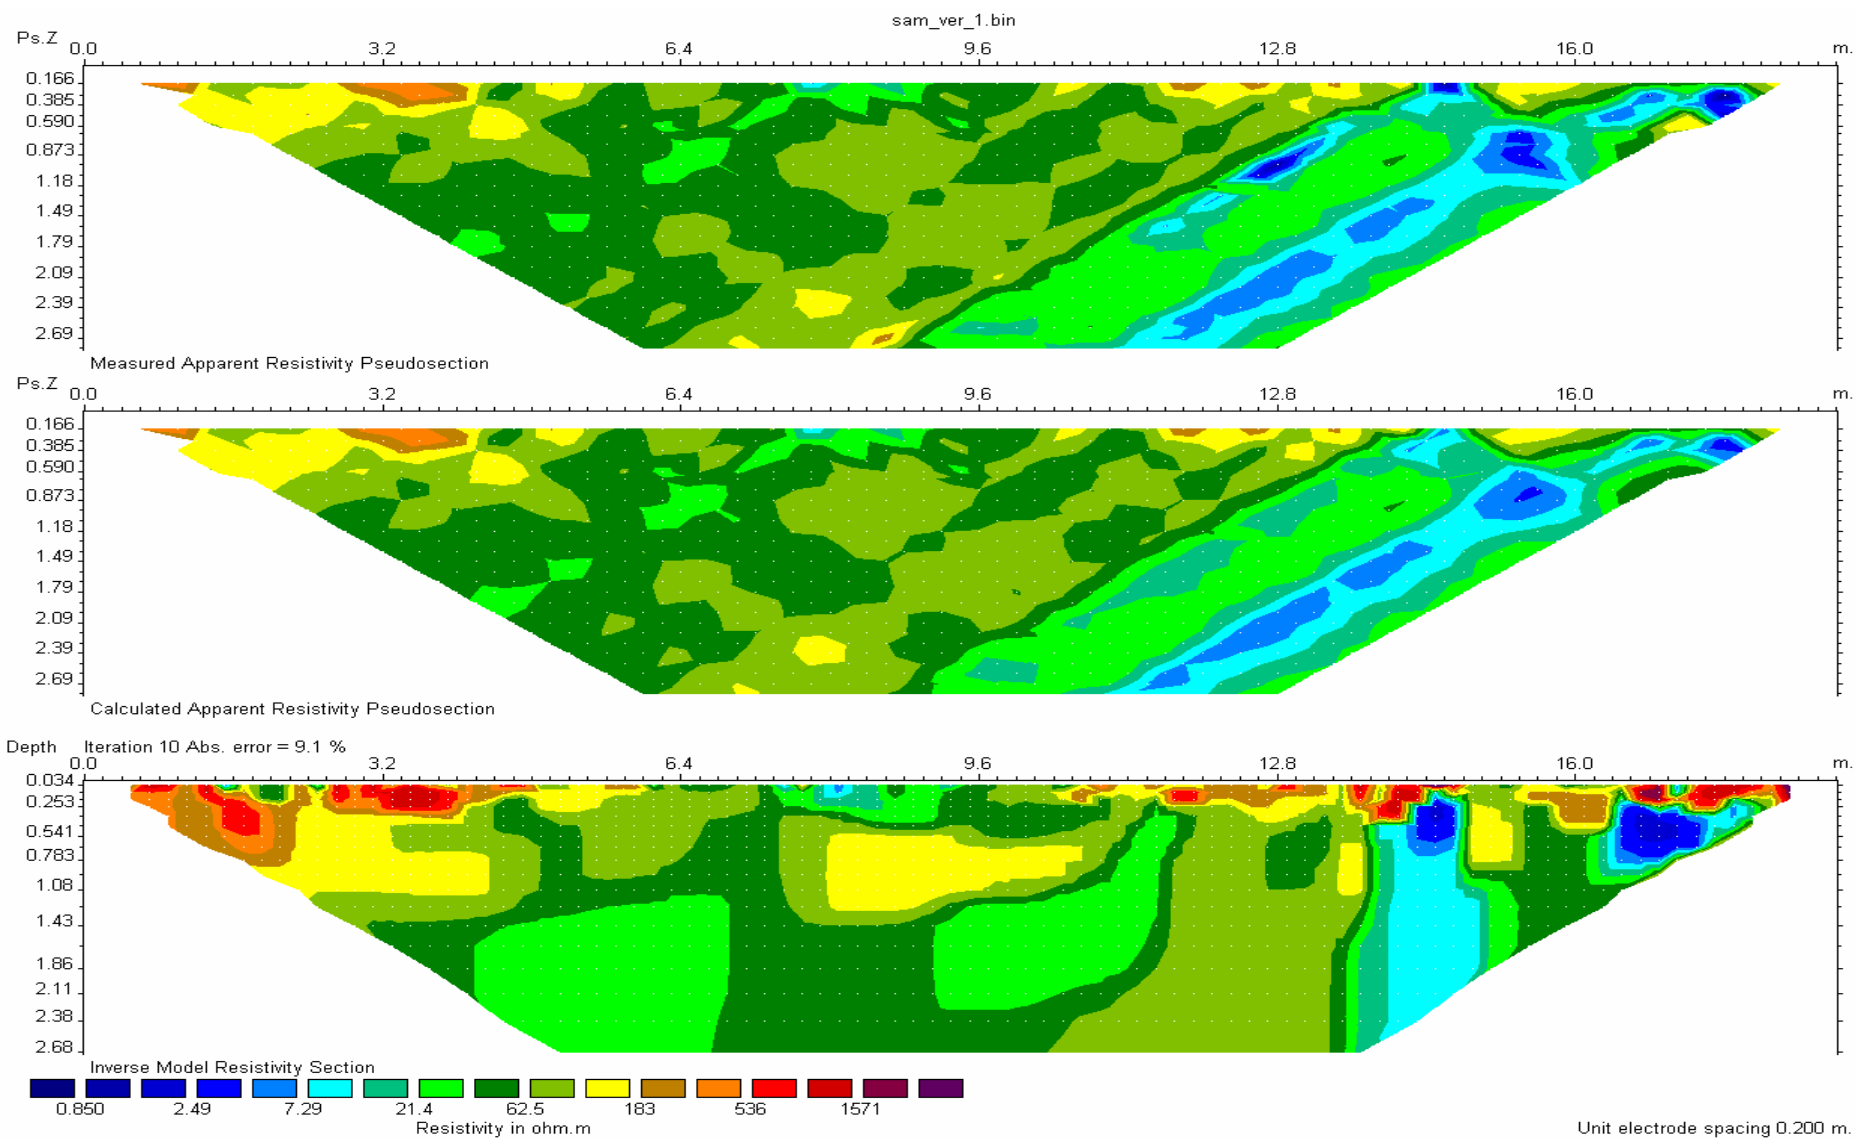 sam_ver_1.bin
Ps.Z 0.0 3.2 6.4 9.6 12.8 16.0 m.
0.166
0.385
0.590
0.873
1.18
1.49
1.79
2.09
2.39
2.69
Measured Apparent Resistivity Pseudosection
Ps.Z 0.0 3.2 6.4 9.6 12.8 16.0 m.
0.166
0.385
0.590
0.873
1.18
1.49
1.79
2.09
2.39
2.69
Calculated Apparent Resistivity Pseudosection
Depth Iteration 10 Abs. error = 9.1 %
0.0 3.2 6.4 9.6 12.8 16.0 m.
0.034
0.253
0.541
0.783
1.08
1.43
1.86
2.11
2.38
2.68
Inverse Model Resistivity Section
0.850 2.49 7.29 21.4 62.5 183 536 1571
Resistivity in ohm.m
Unit electrode spacing 0.200 m.